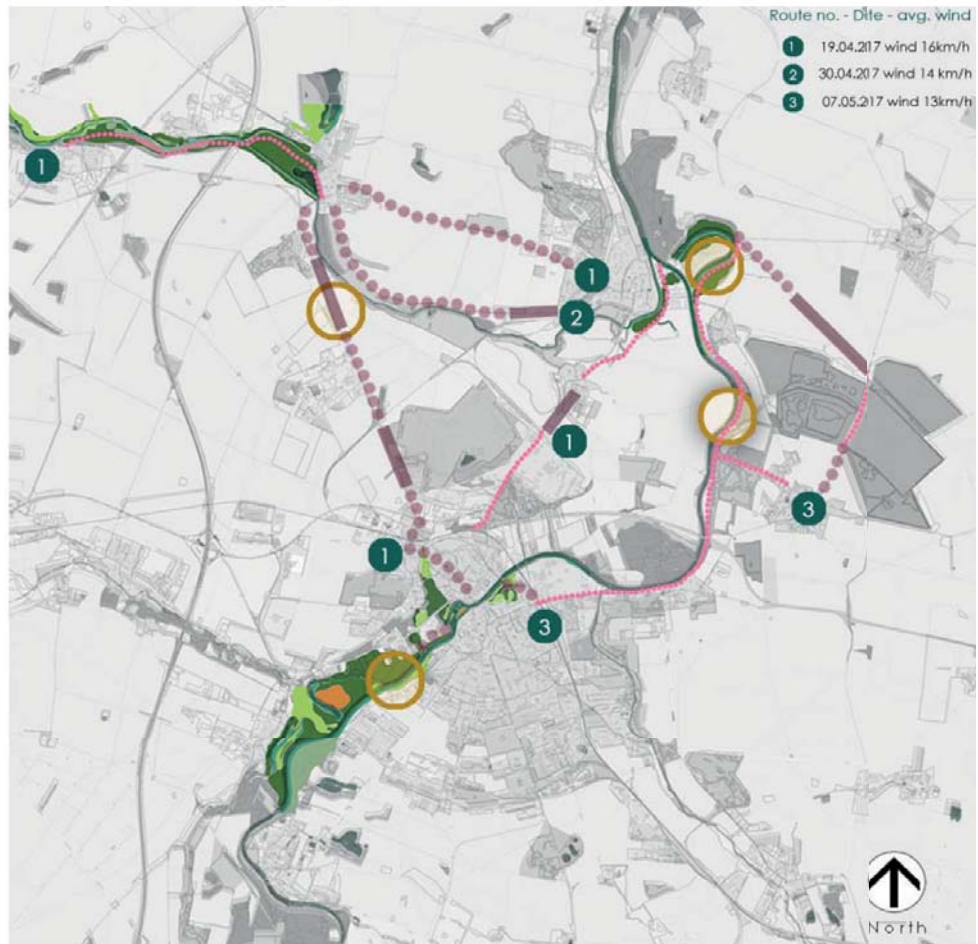 Route no. - Dite - avg. wind
1 19.04.217 wind 16km/h
2 30.04.217 wind 14 km/h
3 07.05.217 wind 13km/h
1
1
2
1
3
1
3
North